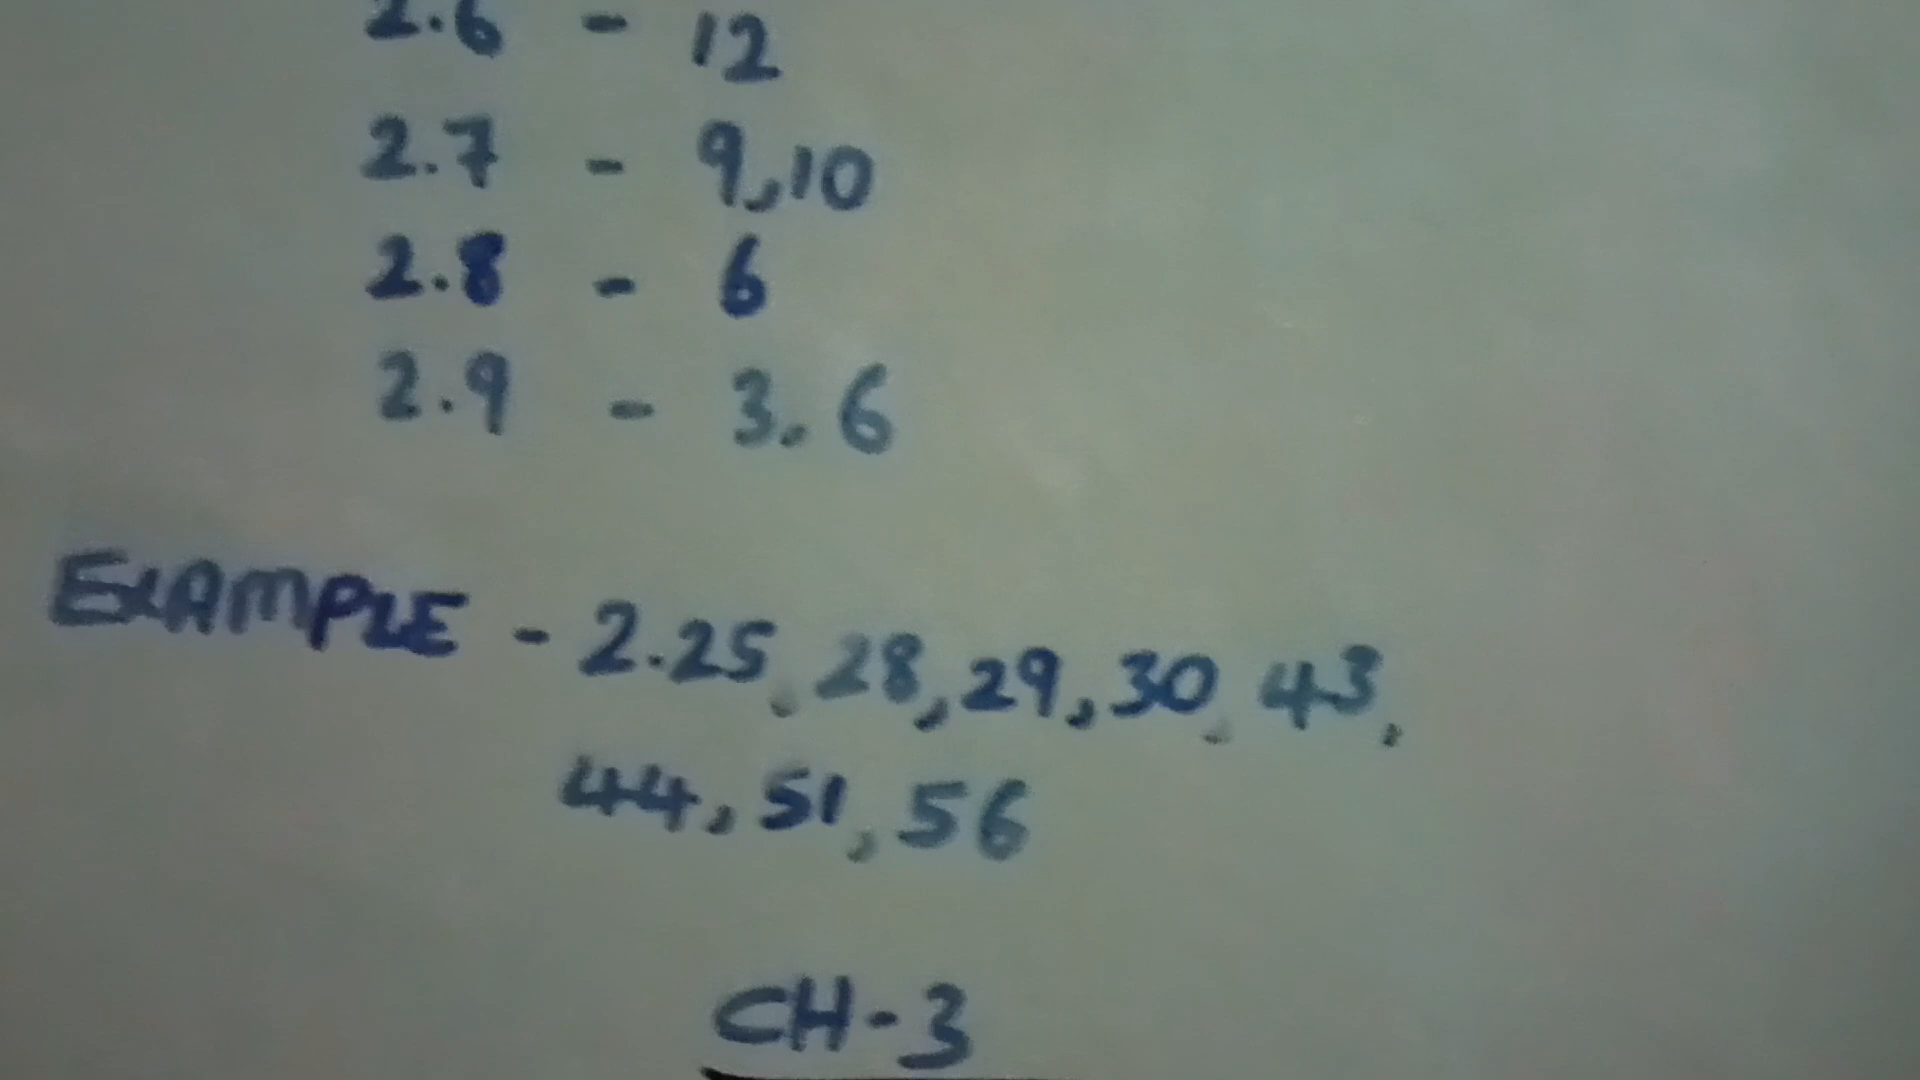 2.6 - 12
2.7 - 9,10
2.8 - 6
2.9 - 3,6
EXAMPLE - 2.25, 28, 29, 30, 43,
44, 51, 56
CH-3